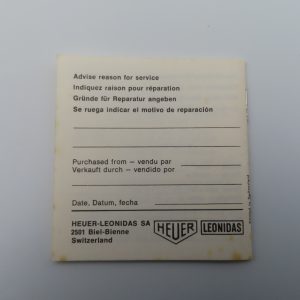 Advise reason for service
Indiquez raison pour réparation
Gründe für Reparatur angeben
Se ruega indicar el motivo de reparación
Purchased from – vendu par
Verkauft durch – vendido por
Date, Datum, fecha
HEUER-LEONIDAS SA
2501 Biel-Bienne
Switzerland
HEUER LEONIDAS